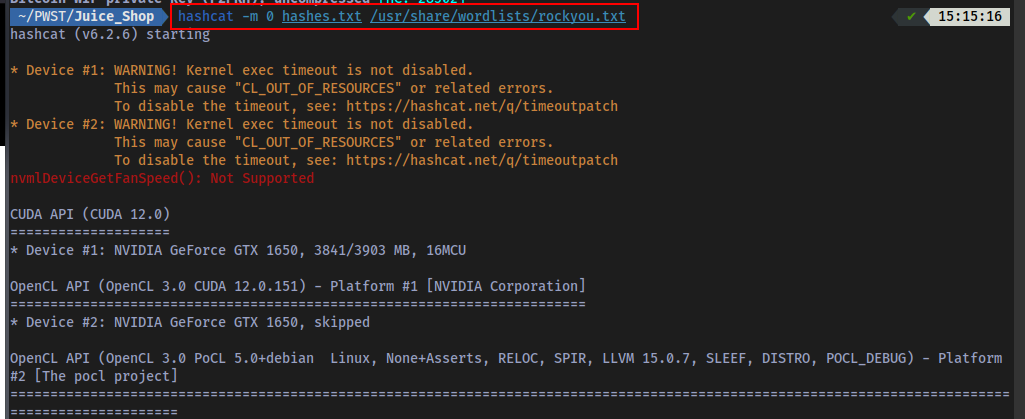 ~/PWST/Juice_Shop hashcat -m 0 hashes.txt /usr/share/wordlists/rockyou.txt ✔ 15:15:16
hashcat (v6.2.6) starting
* Device #1: WARNING! Kernel exec timeout is not disabled.
This may cause "CL_OUT_OF_RESOURCES" or related errors.
To disable the timeout, see: https://hashcat.net/q/timeoutpatch
* Device #2: WARNING! Kernel exec timeout is not disabled.
This may cause "CL_OUT_OF_RESOURCES" or related errors.
To disable the timeout, see: https://hashcat.net/q/timeoutpatch
nvmlDeviceGetFanSpeed(): Not Supported
CUDA API (CUDA 12.0)
====================
* Device #1: NVIDIA GeForce GTX 1650, 3841/3903 MB, 16MCU
OpenCL API (OpenCL 3.0 CUDA 12.0.151) - Platform #1 [NVIDIA Corporation]
========================================================================
* Device #2: NVIDIA GeForce GTX 1650, skipped
OpenCL API (OpenCL 3.0 PoCL 5.0+debian  Linux, None+Asserts, RELOC, SPIR, LLVM 15.0.7, SLEEF, DISTRO, POCL_DEBUG) - Platform
#2 [The pocl project]
=============================================================================================================================
=====================